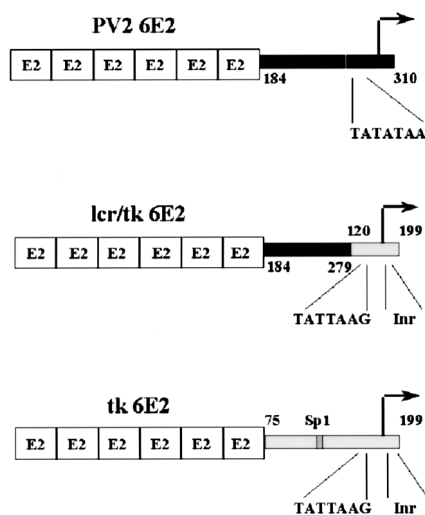 PV2 6E2
E2 E2 E2 E2 E2 E2
184 310
TATATAA
lcr/tk 6E2
120 199
E2 E2 E2 E2 E2 E2
184 279
TATTAAG Inr
tk 6E2
75 Sp1 199
E2 E2 E2 E2 E2 E2
TATTAAG Inr